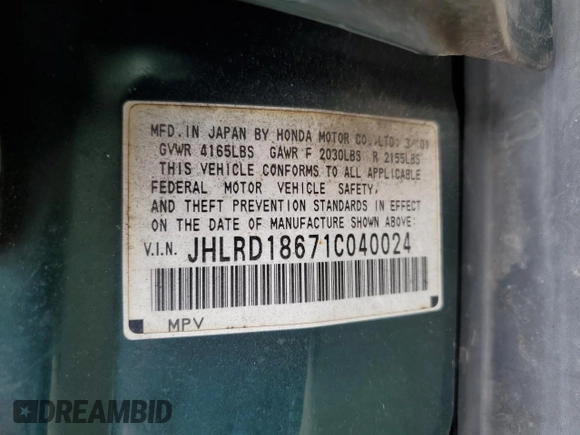 MFD. IN JAPAN BY HONDA MOTOR CO., LTD. 3/01
GVWR 4165LBS GAWR F 2030LBS R 2155LBS
THIS VEHICLE CONFORMS TO ALL APPLICABLE
FEDERAL MOTOR VEHICLE SAFETY,
AND THEFT PREVENTION STANDARDS IN EFFECT
ON THE DATE OF MANUFACTURE SHOWN ABOVE:
V.I.N. JHLRD18671C040024
MPV
DREAMBID